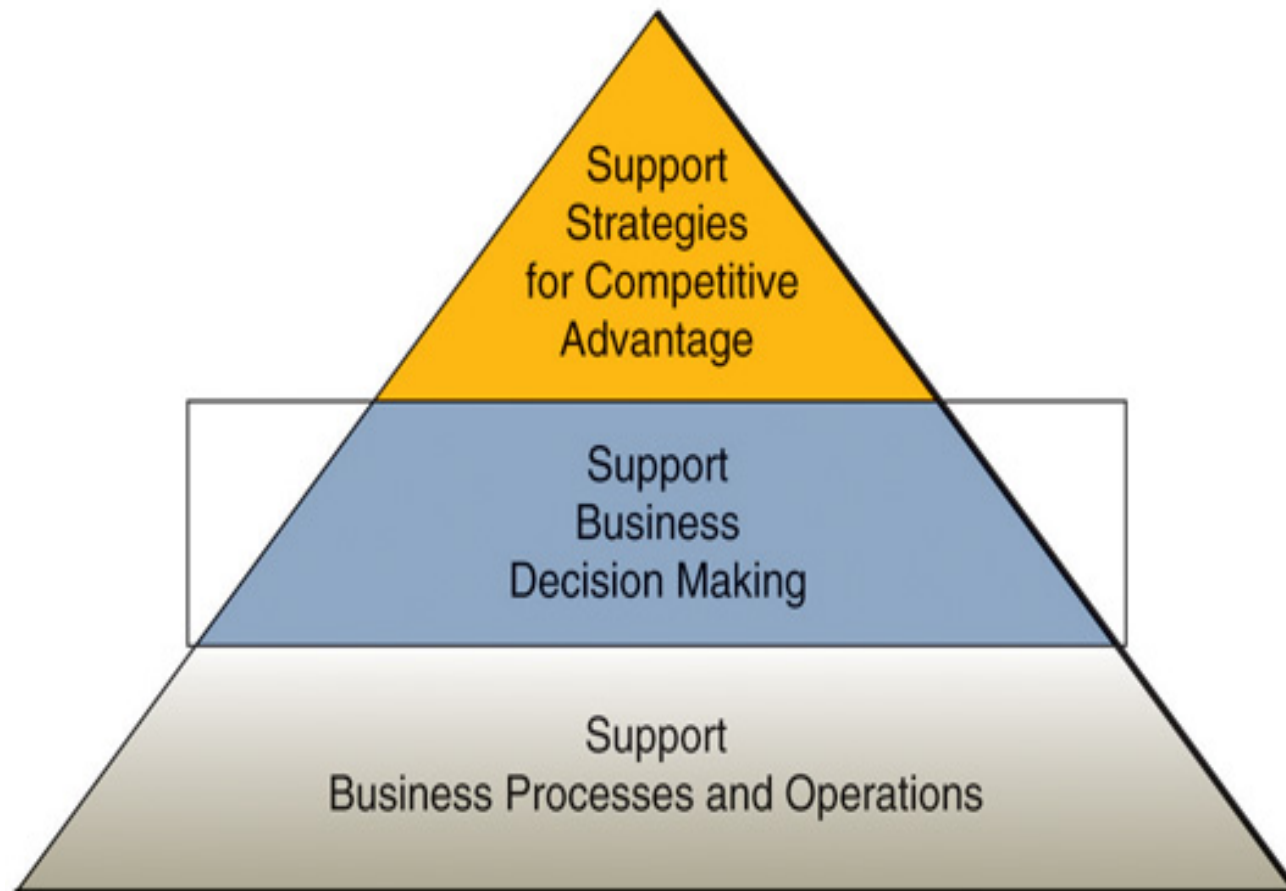 Support
Strategies
for Competitive
Advantage
Support
Business
Decision Making
Support
Business Processes and Operations